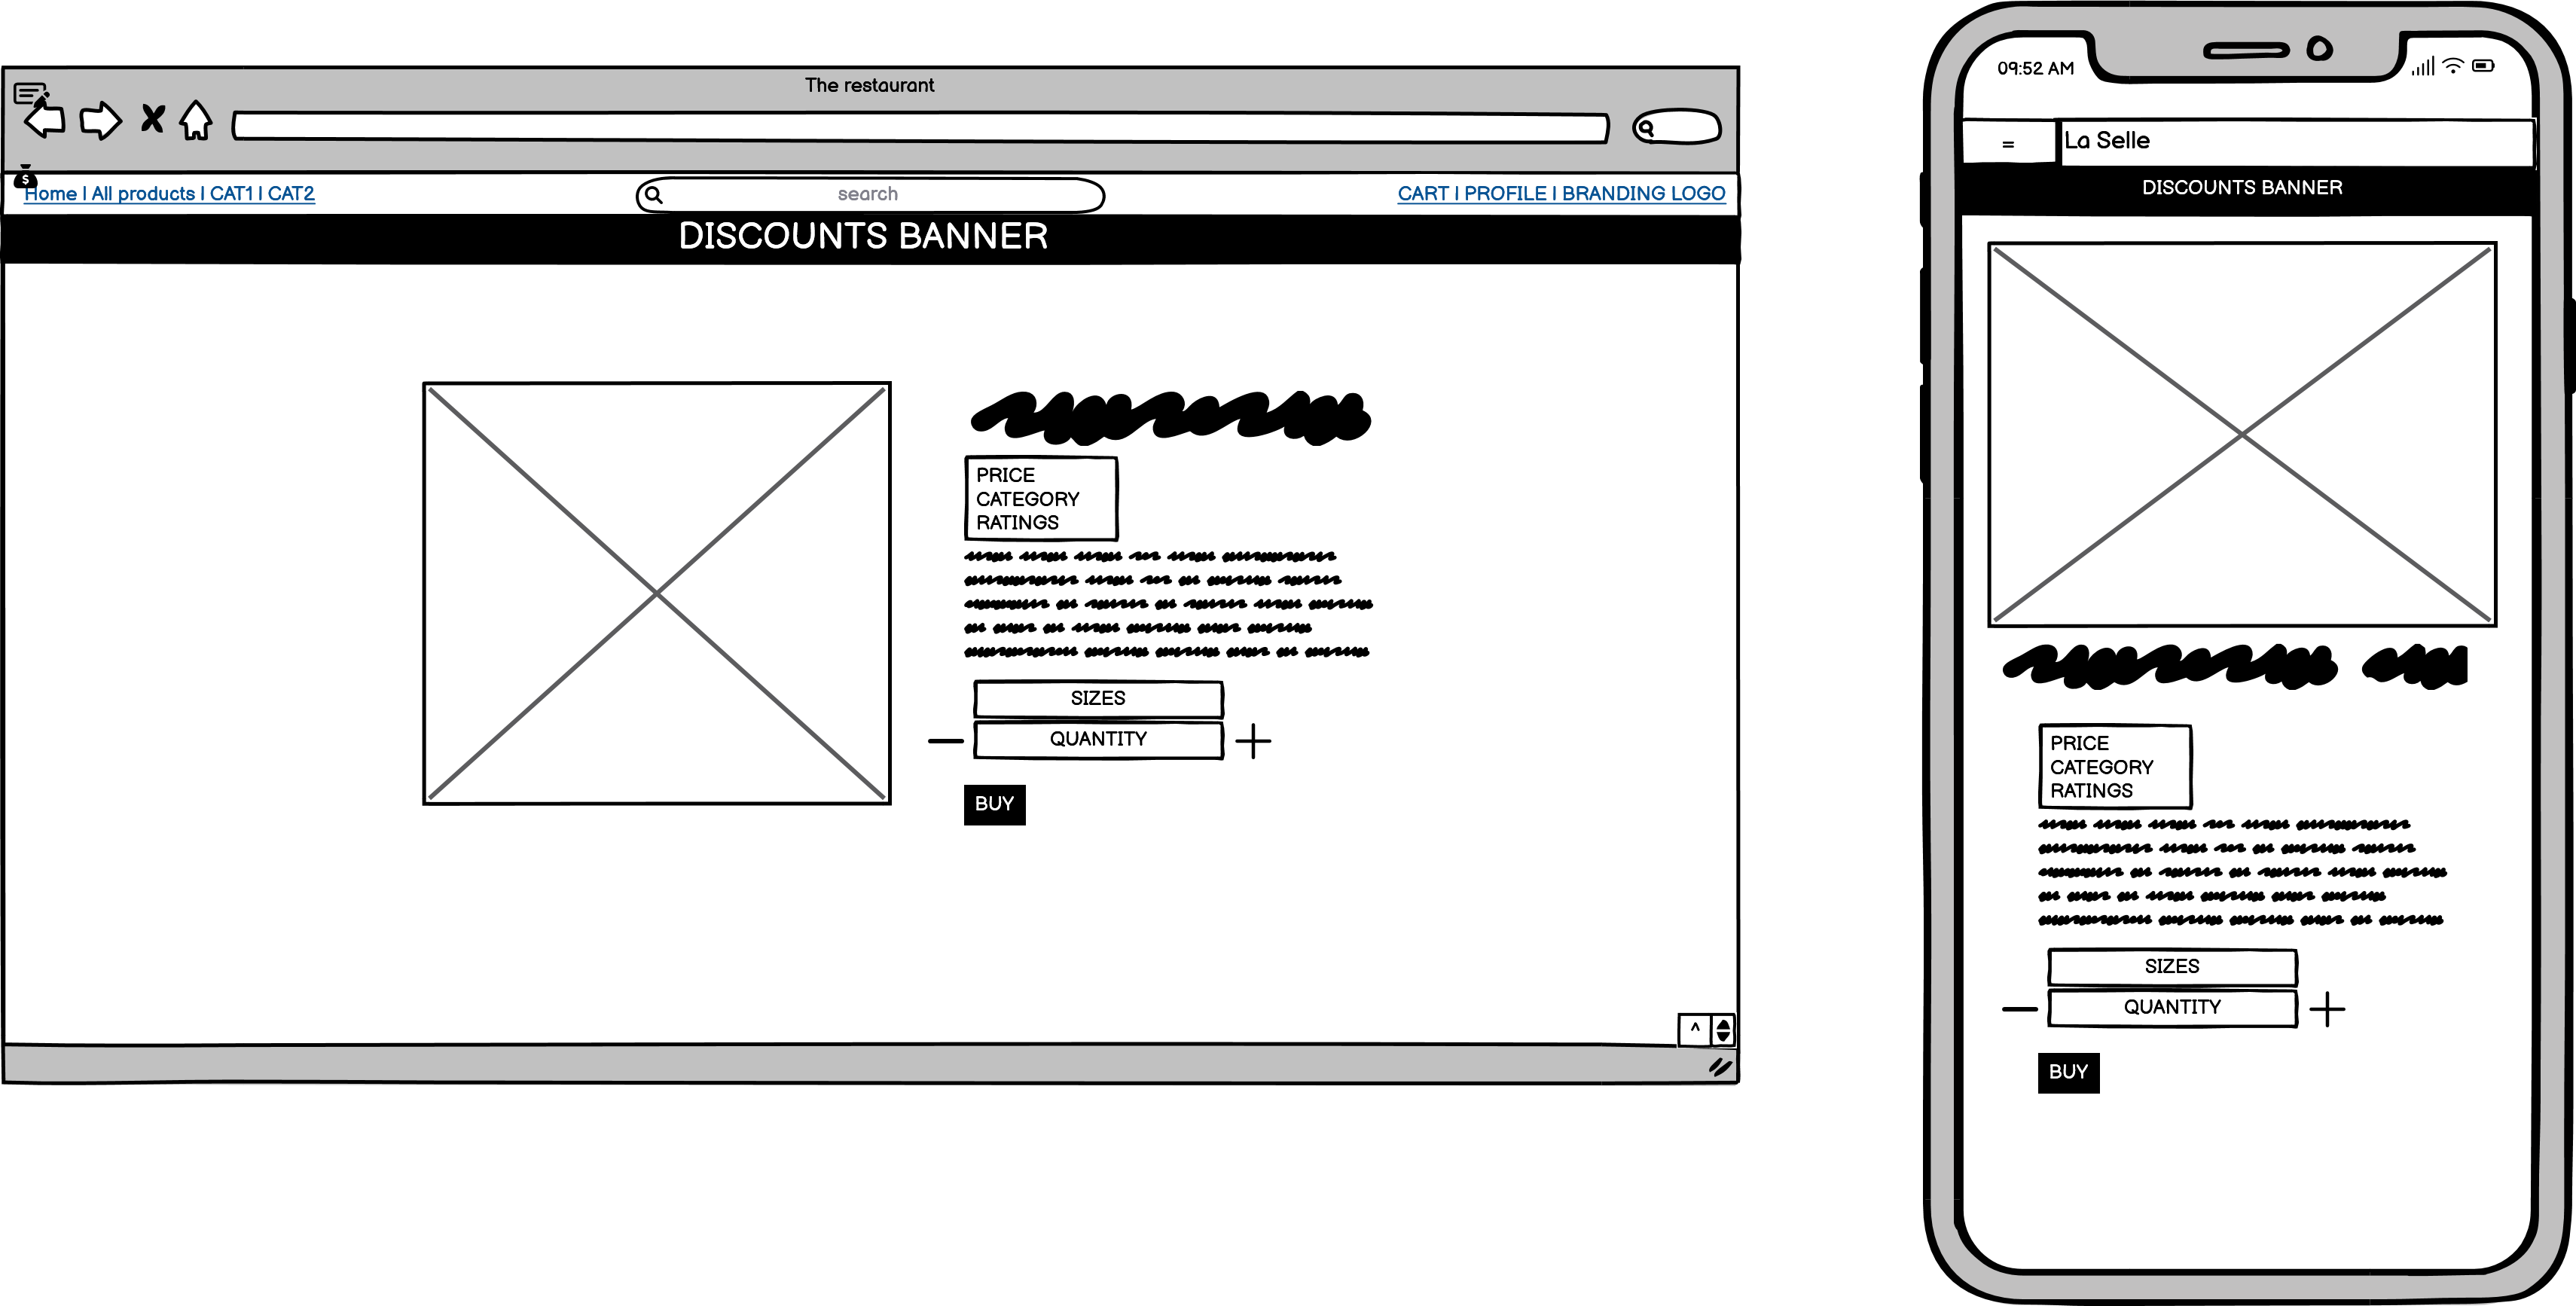 The restaurant
Home | All products | CAT1 | CAT2
search
CART | PROFILE | BRANDING LOGO
DISCOUNTS BANNER
PRICE
CATEGORY
RATINGS
SIZES
QUANTITY
BUY
09:52 AM
= La Selle
DISCOUNTS BANNER
PRICE
CATEGORY
RATINGS
SIZES
QUANTITY
BUY